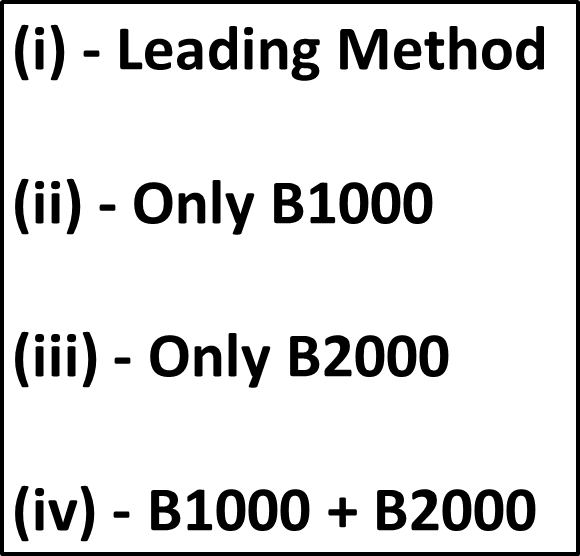 (i) - Leading Method
(ii) - Only B1000
(iii) - Only B2000
(iv) - B1000 + B2000